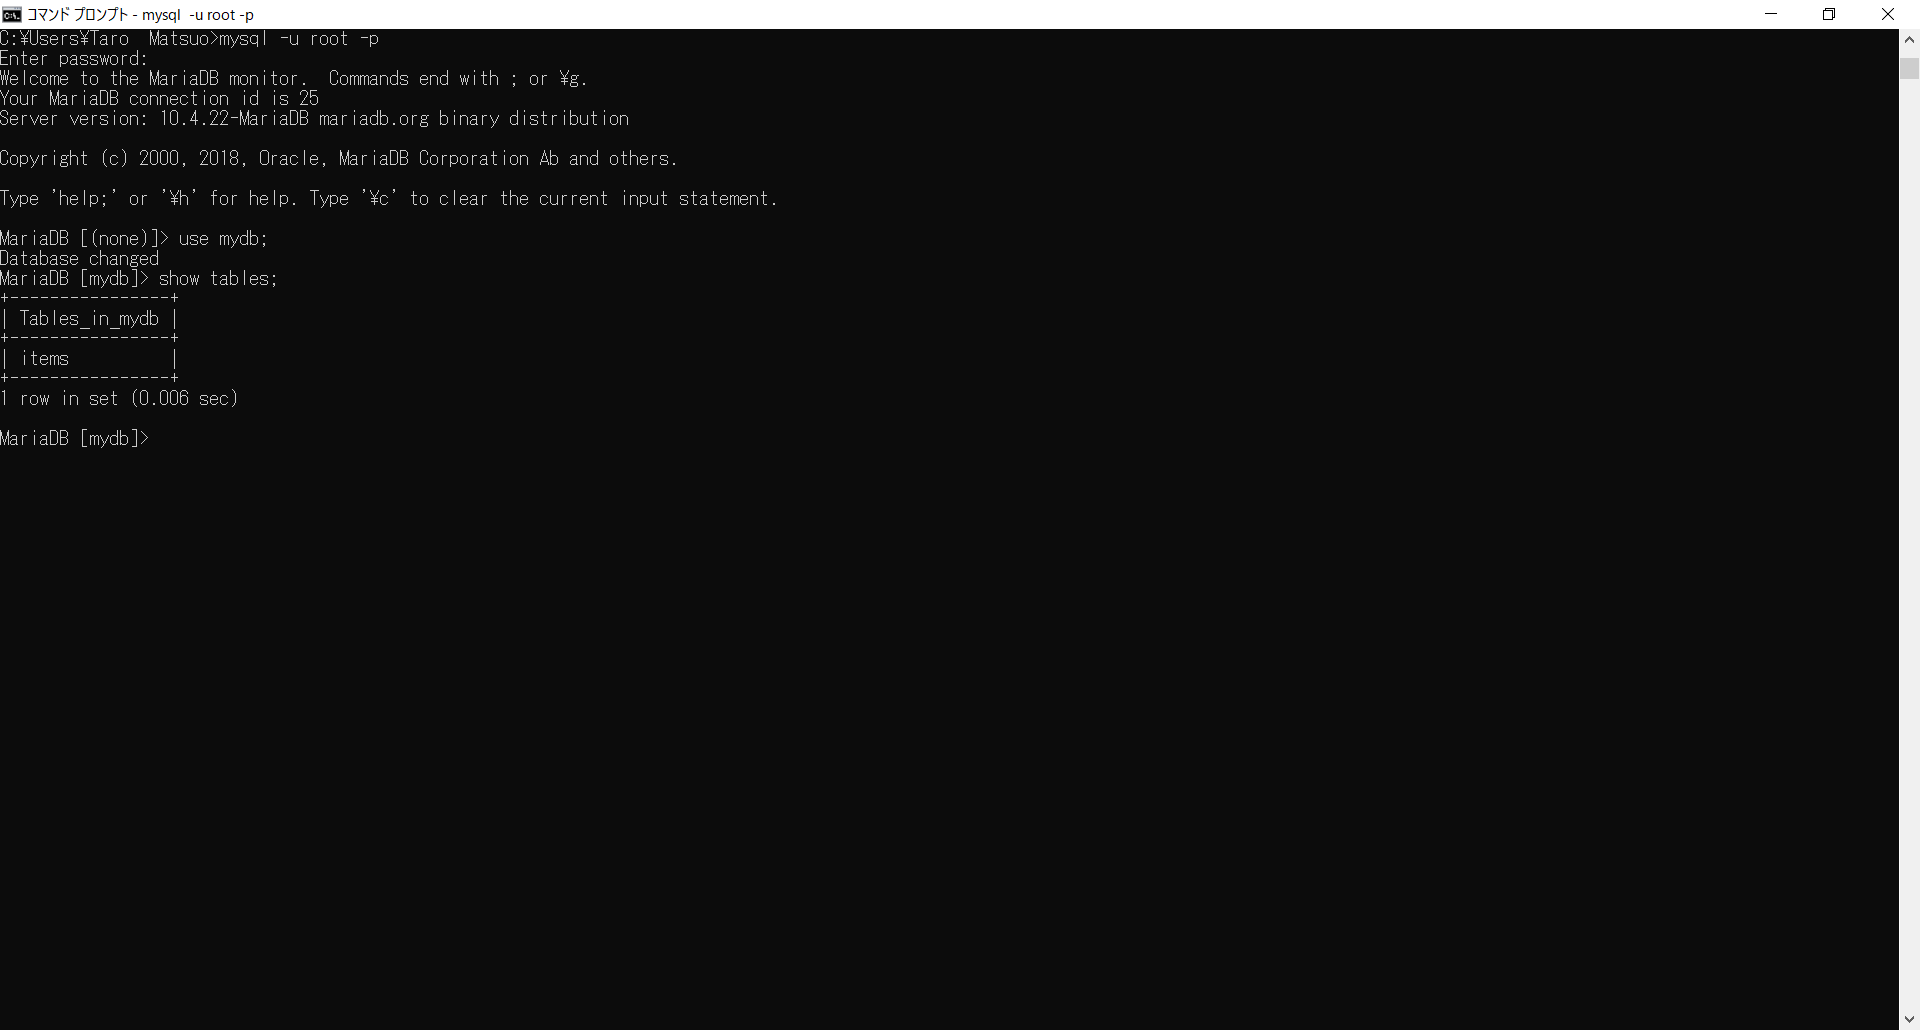 コマンド プロンプト - mysql  -u root -p
C:¥Users¥Taro  Matsuo>mysql -u root -p
Enter password:
Welcome to the MariaDB monitor.  Commands end with ; or ¥g.
Your MariaDB connection id is 25
Server version: 10.4.22-MariaDB mariadb.org binary distribution

Copyright (c) 2000, 2018, Oracle, MariaDB Corporation Ab and others.

Type 'help;' or '¥h' for help. Type '¥c' to clear the current input statement.

MariaDB [(none)]> use mydb;
Database changed
MariaDB [mydb]> show tables;
+----------------+
| Tables_in_mydb |
+----------------+
| items          |
+----------------+
1 row in set (0.006 sec)

MariaDB [mydb]>